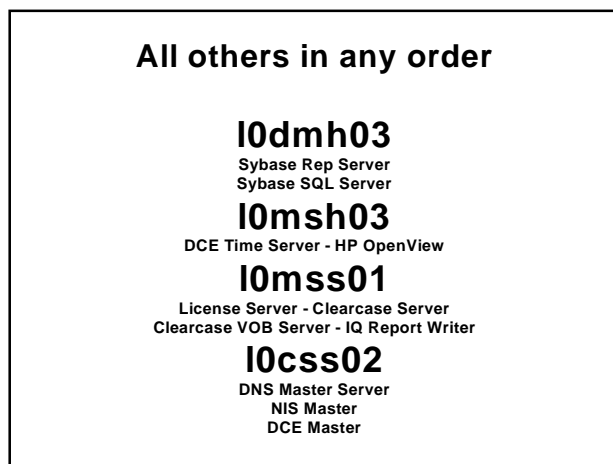 All others in any order
l0dmh03
Sybase Rep Server
Sybase SQL Server
l0msh03
DCE Time Server - HP OpenView
l0mss01
License Server - Clearcase Server
Clearcase VOB Server - IQ Report Writer
l0css02
DNS Master Server
NIS Master
DCE Master